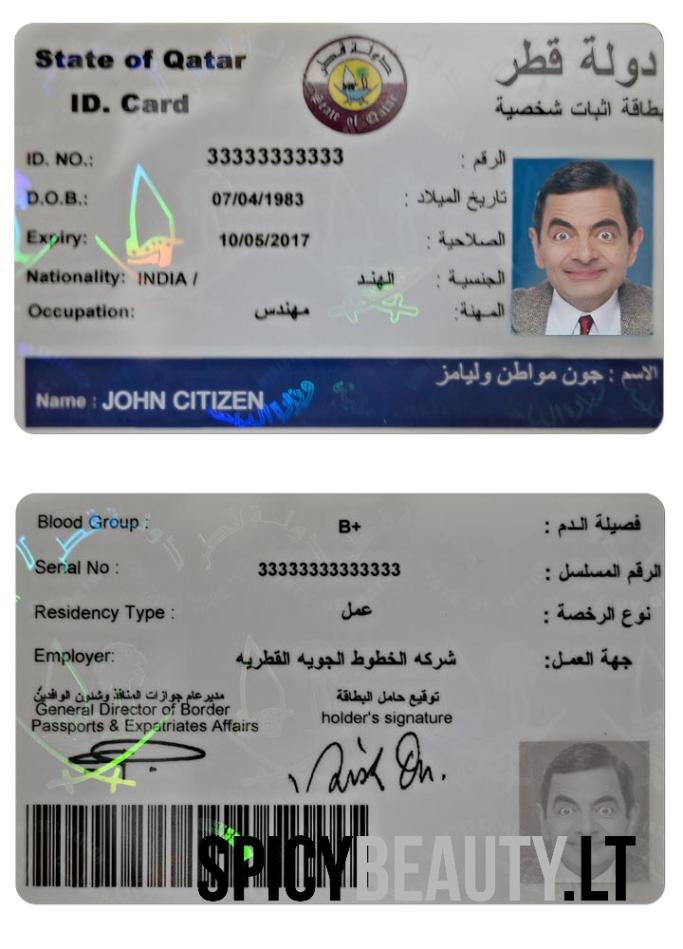 State of Qatar
دولة قطر
ID. Card
بطاقة اثبات شخصية
دولة قطر
State of Qatar
ID. NO.: 33333333333 الرقم :
D.O.B.: 07/04/1983 تاريخ الميلاد :
Expiry: 10/05/2017 الصلاحية :
Nationality: INDIA / الهند الجنسية :
Occupation: مهندس المهنة:
الاسم : جون مواطن وليامز
Name : JOHN CITIZEN
Blood Group : B+ فصيلة الدم :
Serial No : 33333333333333 الرقم المسلسل :
Residency Type : عمل نوع الرخصة :
Employer: شركه الخطوط الجويه القطريه جهة العمل:
مدير عام جوازات المنافذ وشئون الوافدين توقيع حامل البطاقة
General Director of Border holder's signature
Passports & Expatriates Affairs
SPICYBEAUTY.LT